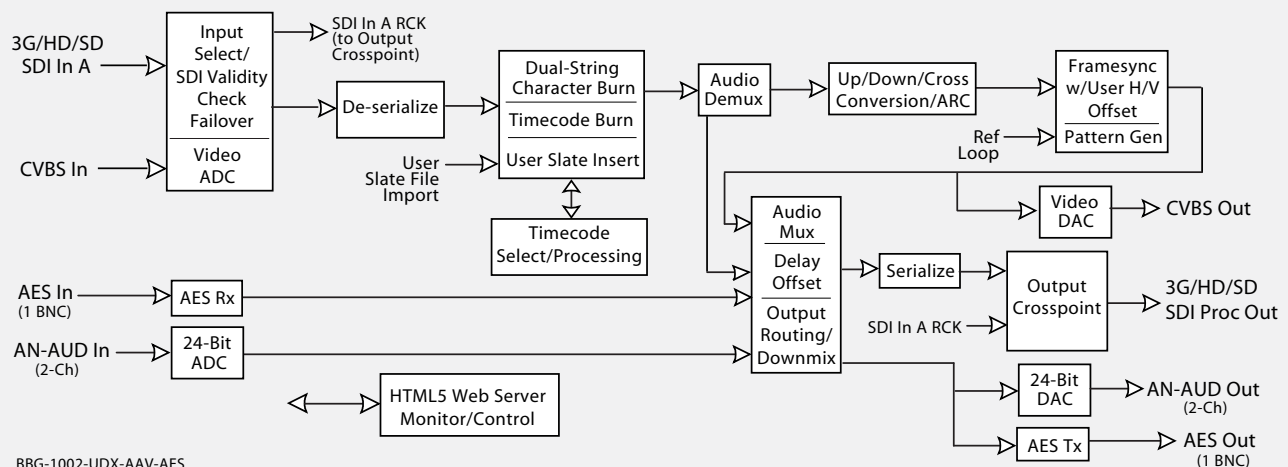 3G/HD/SD
SDI In A
CVBS In
Input
Select/
SDI Validity
Check
Failover
Video
ADC
SDI In A RCK
(to Output
Crosspoint)
De-serialize
User
Slate File
Import
Dual-String
Character Burn
Timecode Burn
User Slate Insert
Timecode
Select/Processing
Audio
Demux
Up/Down/Cross
Conversion/ARC
Ref
Loop
Framesync
w/User H/V
Offset
Pattern Gen
Video
DAC
CVBS Out
AES In
(1 BNC)
AES Rx
AN-AUD In
(2-Ch)
24-Bit
ADC
Audio
Mux
Delay
Offset
Output
Routing/
Downmix
Serialize
SDI In A RCK
Output
Crosspoint
3G/HD/SD
SDI Proc Out
24-Bit
DAC
AN-AUD Out
(2-Ch)
AES Tx
AES Out
(1 BNC)
HTML5 Web Server
Monitor/Control
BBG-1002-UDX-AAV-AES